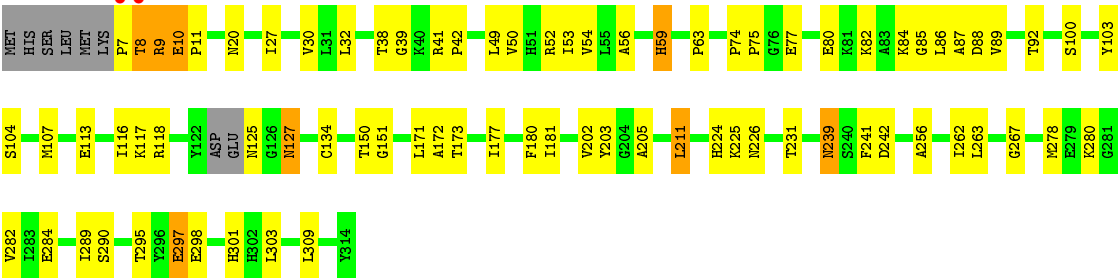 MET HIS SER LEU MET LYS P7 T8 R9 E10 P11 N20 I27 V30 L31 L32 T38 G39 K40 R41 P42 L49 V50 H51 R52 I53 V54 L55 A56 H59 P63 P74 P75 G76 E77 E80 K81 K82 A83 K84 G85 L86 A87 D88 V89 T92 S100 Y103
S104 M107 E113 I116 K117 R118 Y122 ASP GLU N125 G126 N127 C134 T150 G151 L171 A172 T173 I177 F180 I181 V202 Y203 G204 A205 L211 H224 K225 N226 T231 N239 S240 F241 D242 A256 I262 L263 G267 M278 E279 K280 G281
V282 I283 E284 I289 S290 T295 Y296 E297 E298 H301 H302 L303 L309 Y314